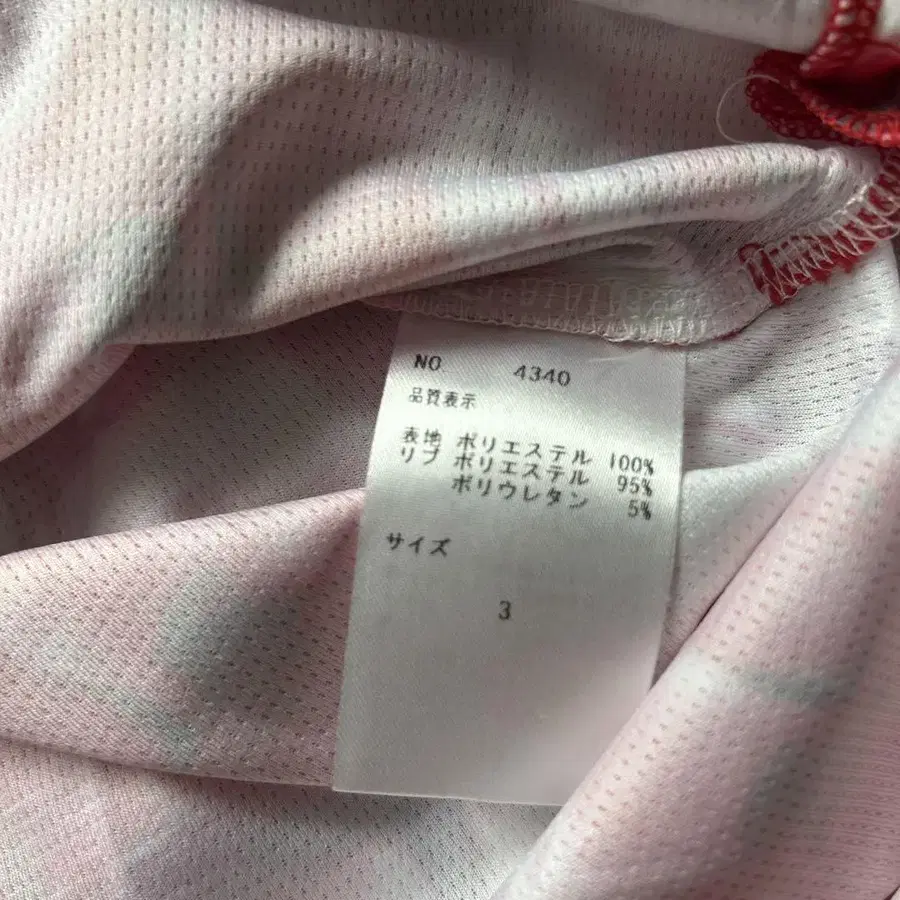 NO 4340
品質表示
表地 ポリエステル 100%
リブ ポリエステル 95%
ポリウレタン 5%
サイズ
3